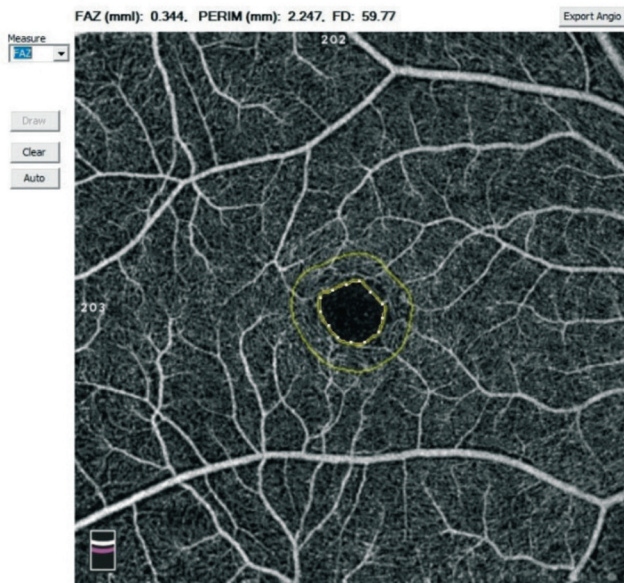 FAZ (mml): 0.344, PERIM (mm): 2.247, FD: 59.77
Export Angio
Measure
FAZ
Draw
Clear
Auto
202
203